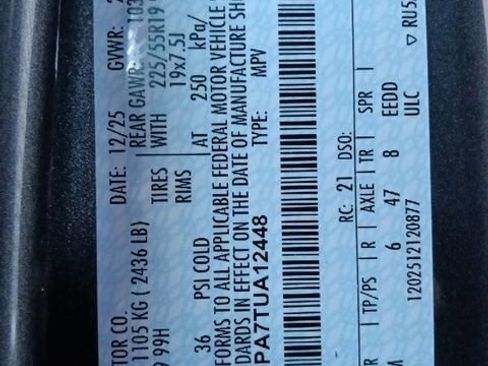 TOR CO. DATE: 12/25 GVWR:
1105 KG ( 2436 LB) REAR GAWR:
99H TIRES WITH 225/55R19
RIMS 19x7.5J
36 PSI COLD AT 250 kPa/
FORMS TO ALL APPLICABLE FEDERAL MOTOR VEHICLE
DARDS IN EFFECT ON THE DATE OF MANUFACTURE SH
PA7TUA12448 TYPE: MPV
RC: 21 DSO:
TP/PS R AXLE TR SPR
6 47 8 EEDD
ULC
1202512120877 ▽ RU5